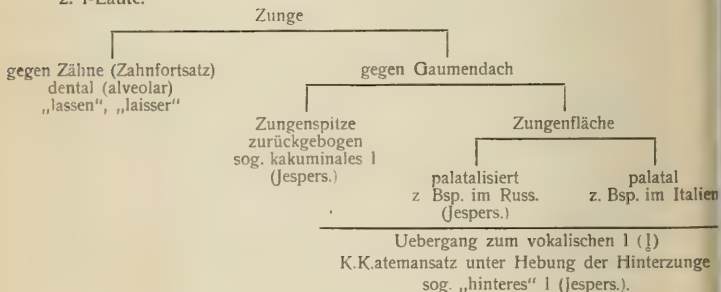 2. l-Laute.
Zunge
gegen Zähne (Zahnfortsatz)
dental (alveolar)
„lassen“, „laisser“
gegen Gaumendach
Zungenspitze
zurückgebogen
sog. kakuminales l
(Jespers.)
Zungenfläche
palatalisiert
z Bsp. im Russ.
(Jespers.)
palatal
z. Bsp. im Italien
Uebergang zum vokalischen l (l̥)
K.K.atemansatz unter Hebung der Hinterzunge
sog. „hinteres“ l (Jespers.).